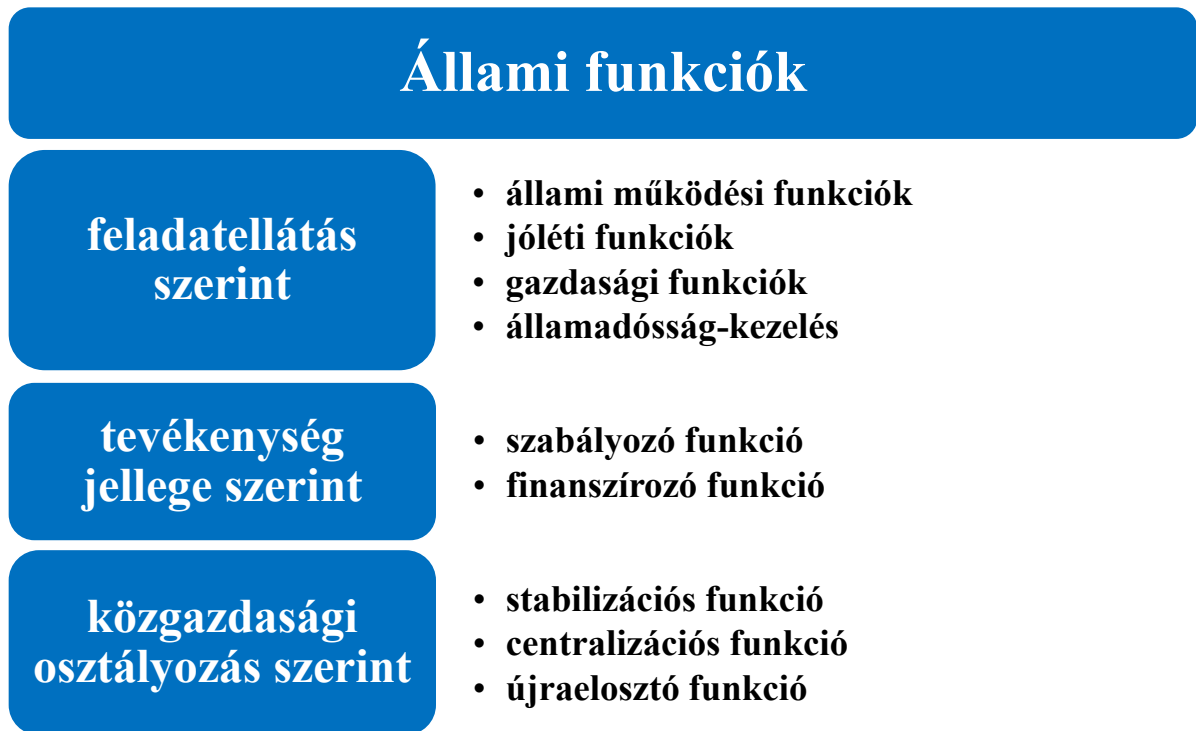 Állami funkciók
feladatellátás
szerint
• állami működési funkciók
• jóléti funkciók
• gazdasági funkciók
• államadósság-kezelés
tevékenység
jellege szerint
• szabályozó funkció
• finanszírozó funkció
közgazdasági
osztályozás szerint
• stabilizációs funkció
• centralizációs funkció
• újraelosztó funkció